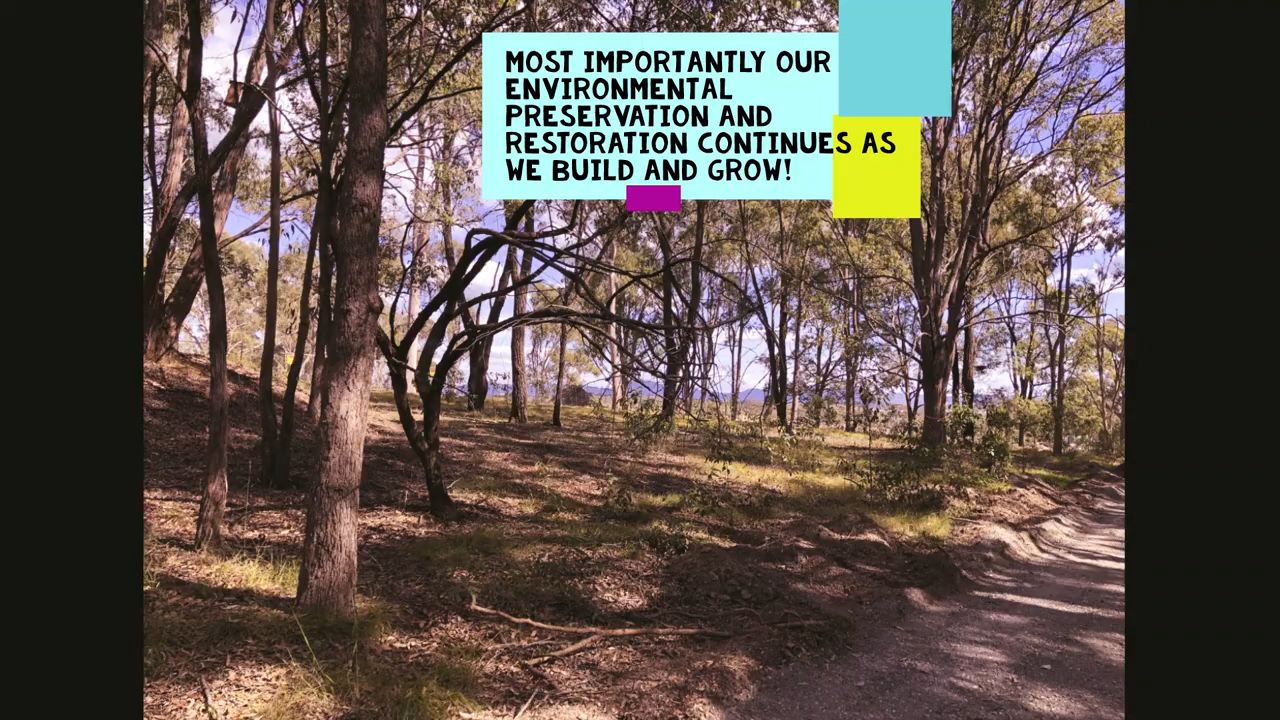 MOST IMPORTANTLY OUR
ENVIRONMENTAL
PRESERVATION AND
RESTORATION CONTINUES AS
WE BUILD AND GROW!